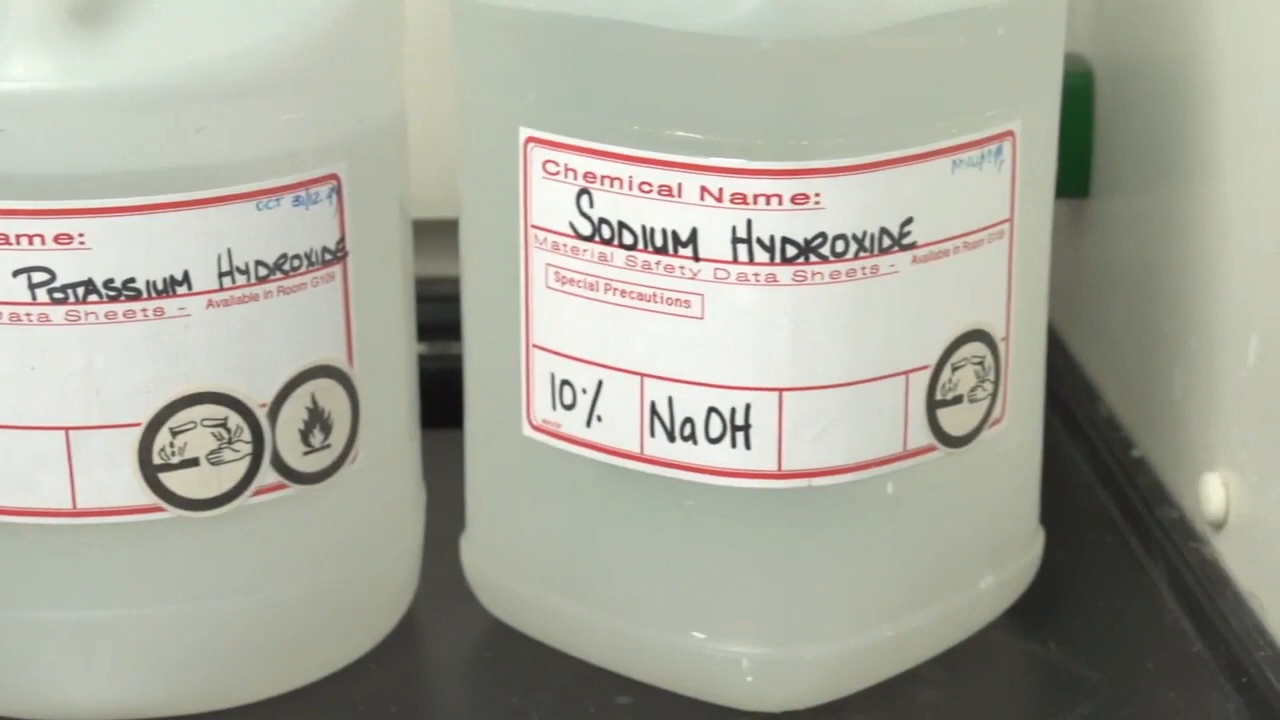 OCT 31/12
ame:
POTASSIUM HYDROXIDE
Data Sheets - Available in Room G109
Chemical Name:
SODIUM HYDROXIDE
Material Safety Data Sheets - Available in Room G109
Special Precautions
10% NaOH